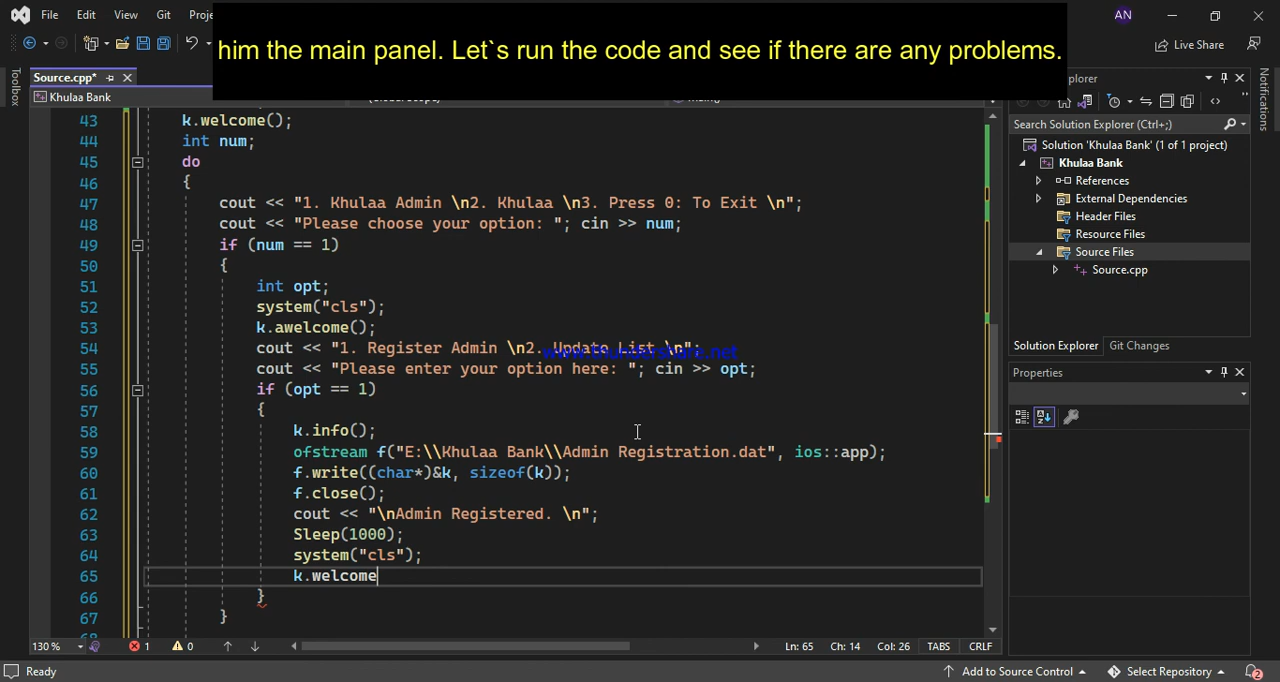 File Edit View Git Proj AN
him the main panel. Let`s run the code and see if there are any problems.
Live Share
Source.cpp*
Khulaa Bank
Toolbox
Notifications
43 k.welcome();
44 int num;
45 do
46 {
47 cout << "1. Khulaa Admin \n2. Khulaa \n3. Press 0: To Exit \n";
48 cout << "Please choose your option: "; cin >> num;
49 if (num == 1)
50 {
51 int opt;
52 system("cls");
53 k.awelcome();
54 cout << "1. Register Admin \n2. Update List \n";
www.thundershare.net
55 cout << "Please enter your option here: "; cin >> opt;
56 if (opt == 1)
57 {
58 k.info();
59 ofstream f("E:\\Khulaa Bank\\Admin Registration.dat", ios::app);
60 f.write((char*)&k, sizeof(k));
61 f.close();
62 cout << "\nAdmin Registered. \n";
63 Sleep(1000);
64 system("cls");
65 k.welcome
66 }
67 }
130 % 1 0 Ln: 65 Ch: 14 Col: 26 TABS CRLF
Search Solution Explorer (Ctrl+;)
Solution 'Khulaa Bank' (1 of 1 project)
Khulaa Bank
References
External Dependencies
Header Files
Resource Files
Source Files
Source.cpp
Solution Explorer Git Changes
Properties
Ready Add to Source Control Select Repository 2